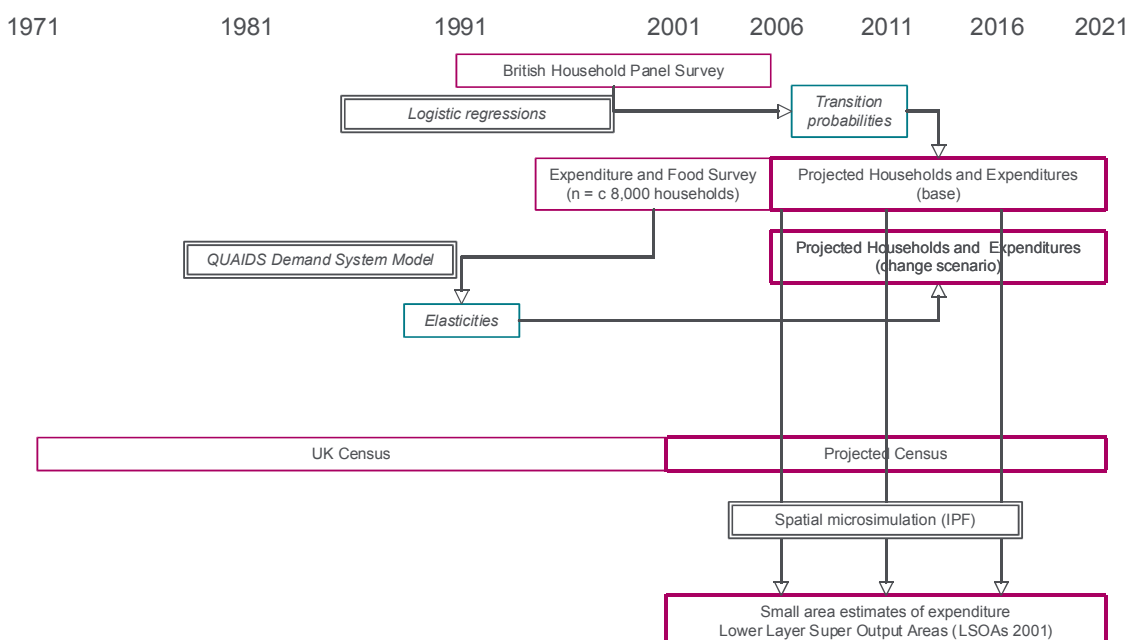 1971 1981 1991 2001 2006 2011 2016 2021
British Household Panel Survey
Logistic regressions
Transition
probabilities
Expenditure and Food Survey
(n = c 8,000 households)
Projected Households and Expenditures
(base)
QUAIDS Demand System Model
Projected Households and Expenditures
(change scenario)
Elasticities
UK Census
Projected Census
Spatial microsimulation (IPF)
Small area estimates of expenditure
Lower Layer Super Output Areas (LSOAs 2001)